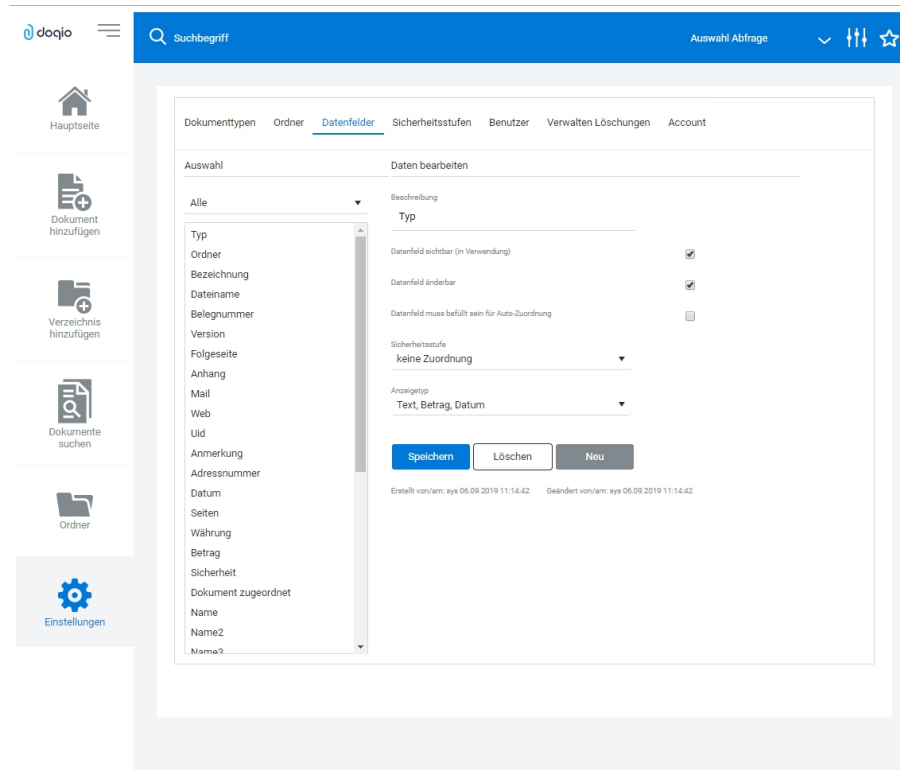 doqio
Suchbegriff
Auswahl Abfrage
Hauptseite
Dokument
hinzufügen
Verzeichnis
hinzufügen
Dokumente
suchen
Ordner
Einstellungen
Dokumenttypen Ordner Datenfelder Sicherheitsstufen Benutzer Verwalten Löschungen Account
Auswahl
Alle
Typ
Ordner
Bezeichnung
Dateiname
Belegnummer
Version
Folgeseite
Anhang
Mail
Web
Uid
Anmerkung
Adressnummer
Datum
Seiten
Währung
Betrag
Sicherheit
Dokument zugeordnet
Name
Name2
Name3
Daten bearbeiten
Beschreibung
Typ
Datenfeld sichtbar (in Verwendung)
Datenfeld änderbar
Datenfeld muss befüllt sein für Auto-Zuordnung
Sicherheitsstufe
keine Zuordnung
Anzeigetyp
Text, Betrag, Datum
Speichern Löschen Neu
Erstellt von/am: sys 06.09.2019 11:14:42 Geändert von/am: sys 06.09.2019 11:14:42